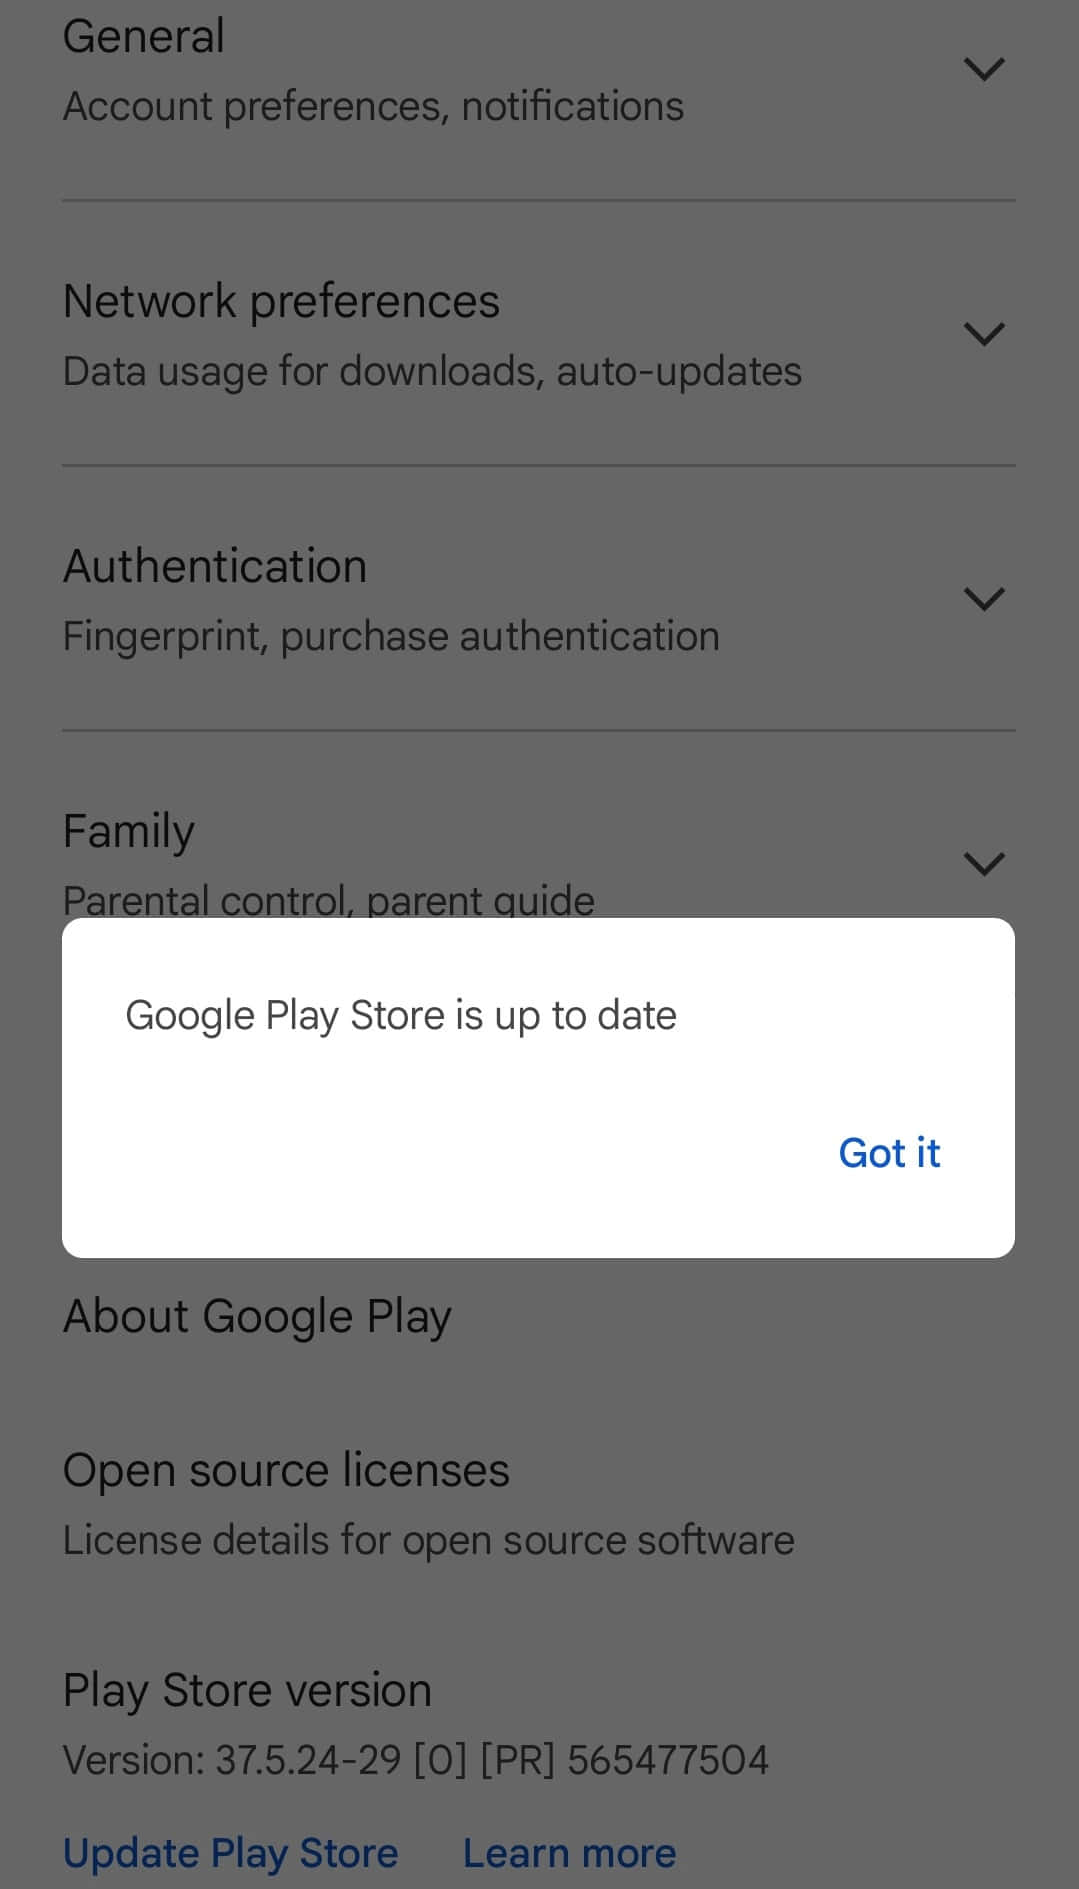 General
Account preferences, notifications
Network preferences
Data usage for downloads, auto-updates
Authentication
Fingerprint, purchase authentication
Family
Parental control, parent guide
Google Play Store is up to date
Got it
About Google Play
Open source licenses
License details for open source software
Play Store version
Version: 37.5.24-29 [0] [PR] 565477504
Update Play Store Learn more